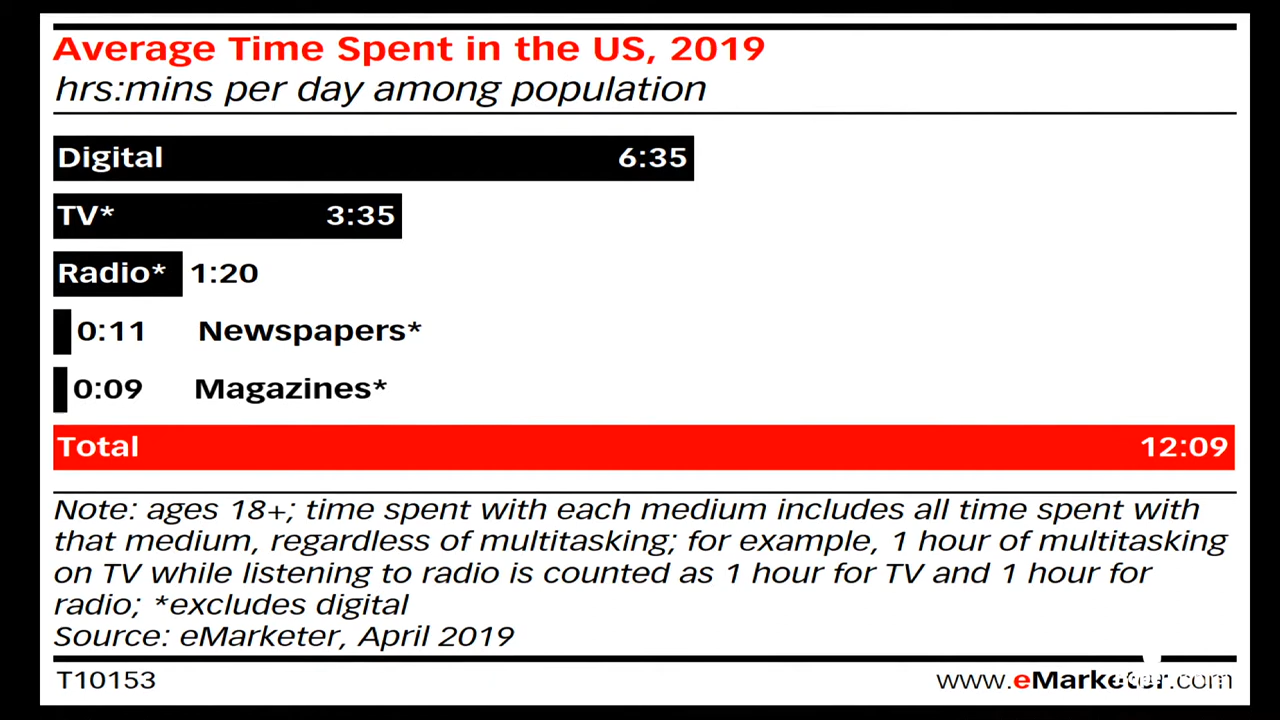 Average Time Spent in the US, 2019
hrs:mins per day among population
Digital 6:35
TV* 3:35
Radio* 1:20
0:11 Newspapers*
0:09 Magazines*
Total 12:09
Note: ages 18+; time spent with each medium includes all time spent with
that medium, regardless of multitasking; for example, 1 hour of multitasking
on TV while listening to radio is counted as 1 hour for TV and 1 hour for
radio; *excludes digital
Source: eMarketer, April 2019
T10153 www.eMarketer.com